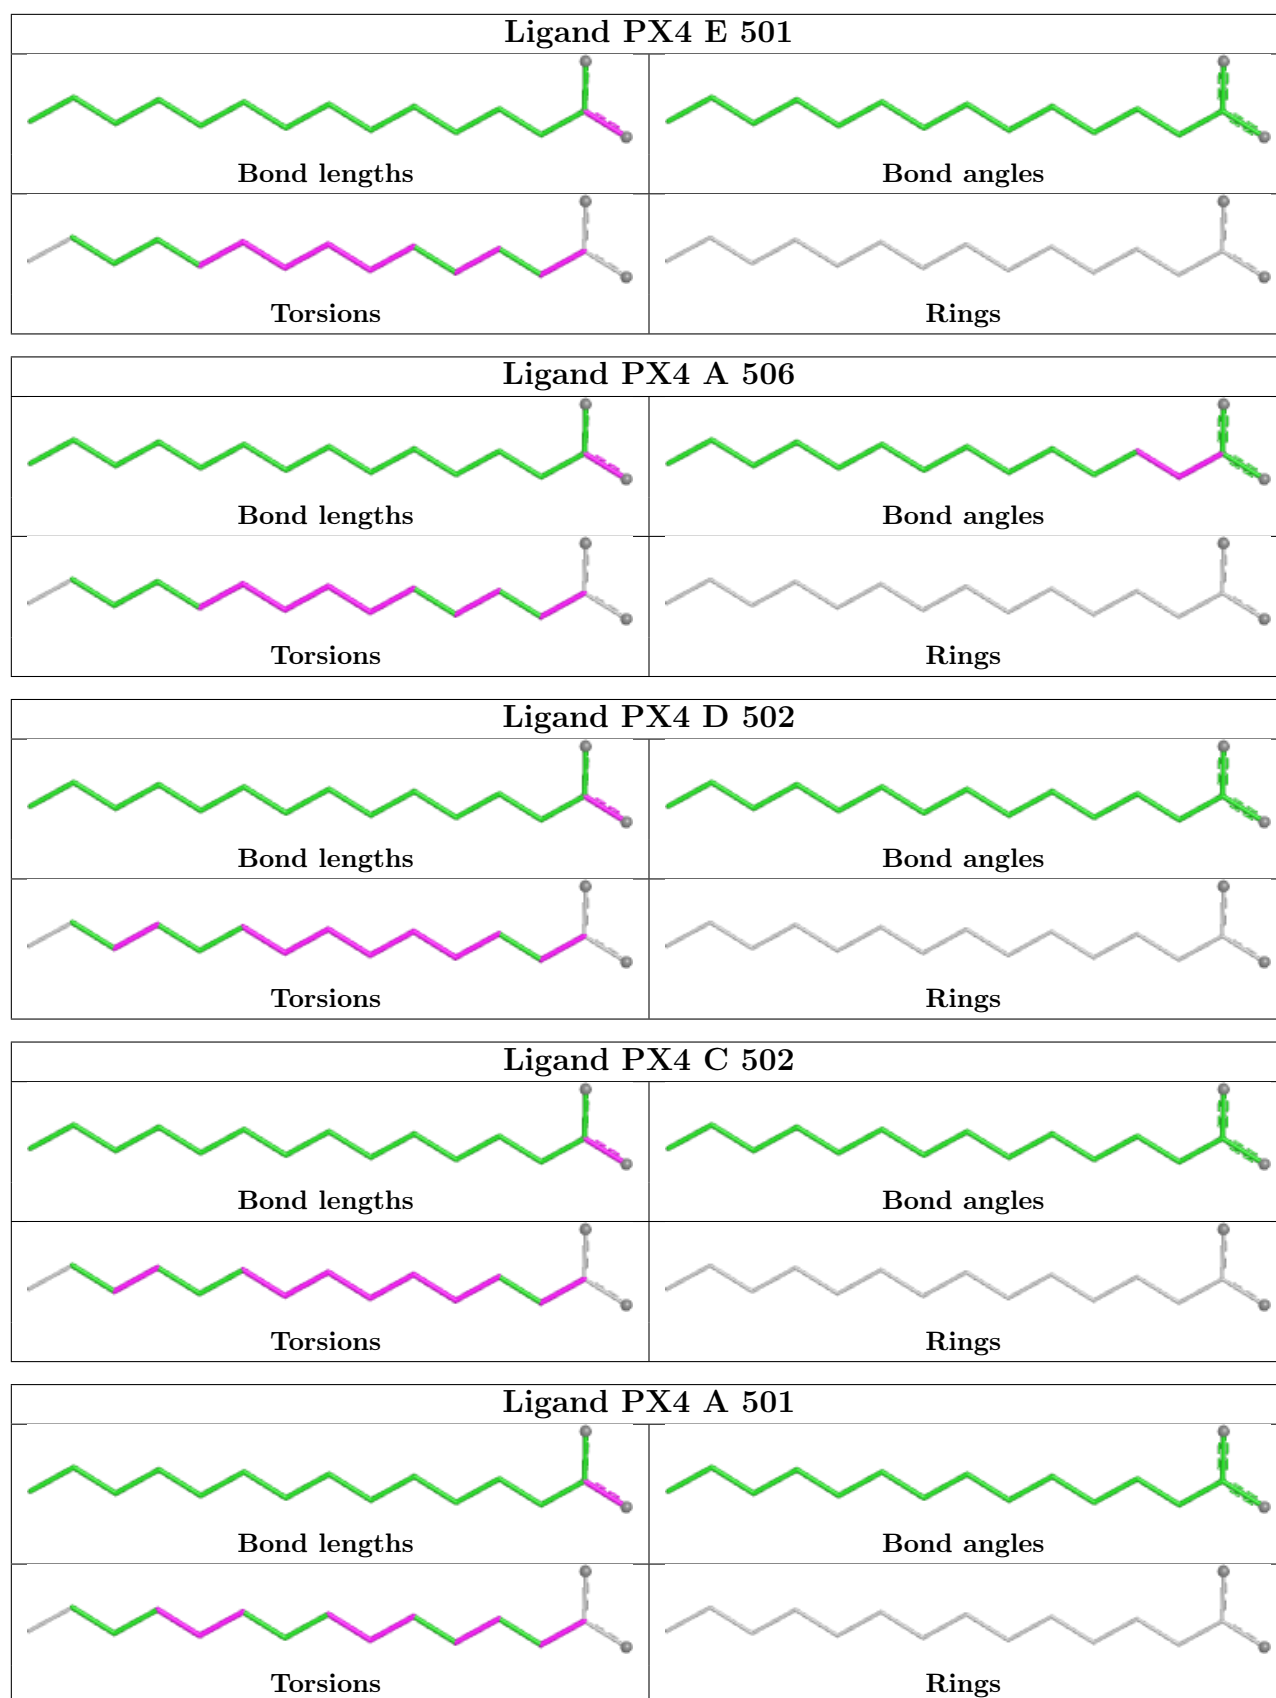 Ligand PX4 E 501
Bond lengths Bond angles
Torsions Rings
Ligand PX4 A 506
Bond lengths Bond angles
Torsions Rings
Ligand PX4 D 502
Bond lengths Bond angles
Torsions Rings
Ligand PX4 C 502
Bond lengths Bond angles
Torsions Rings
Ligand PX4 A 501
Bond lengths Bond angles
Torsions Rings